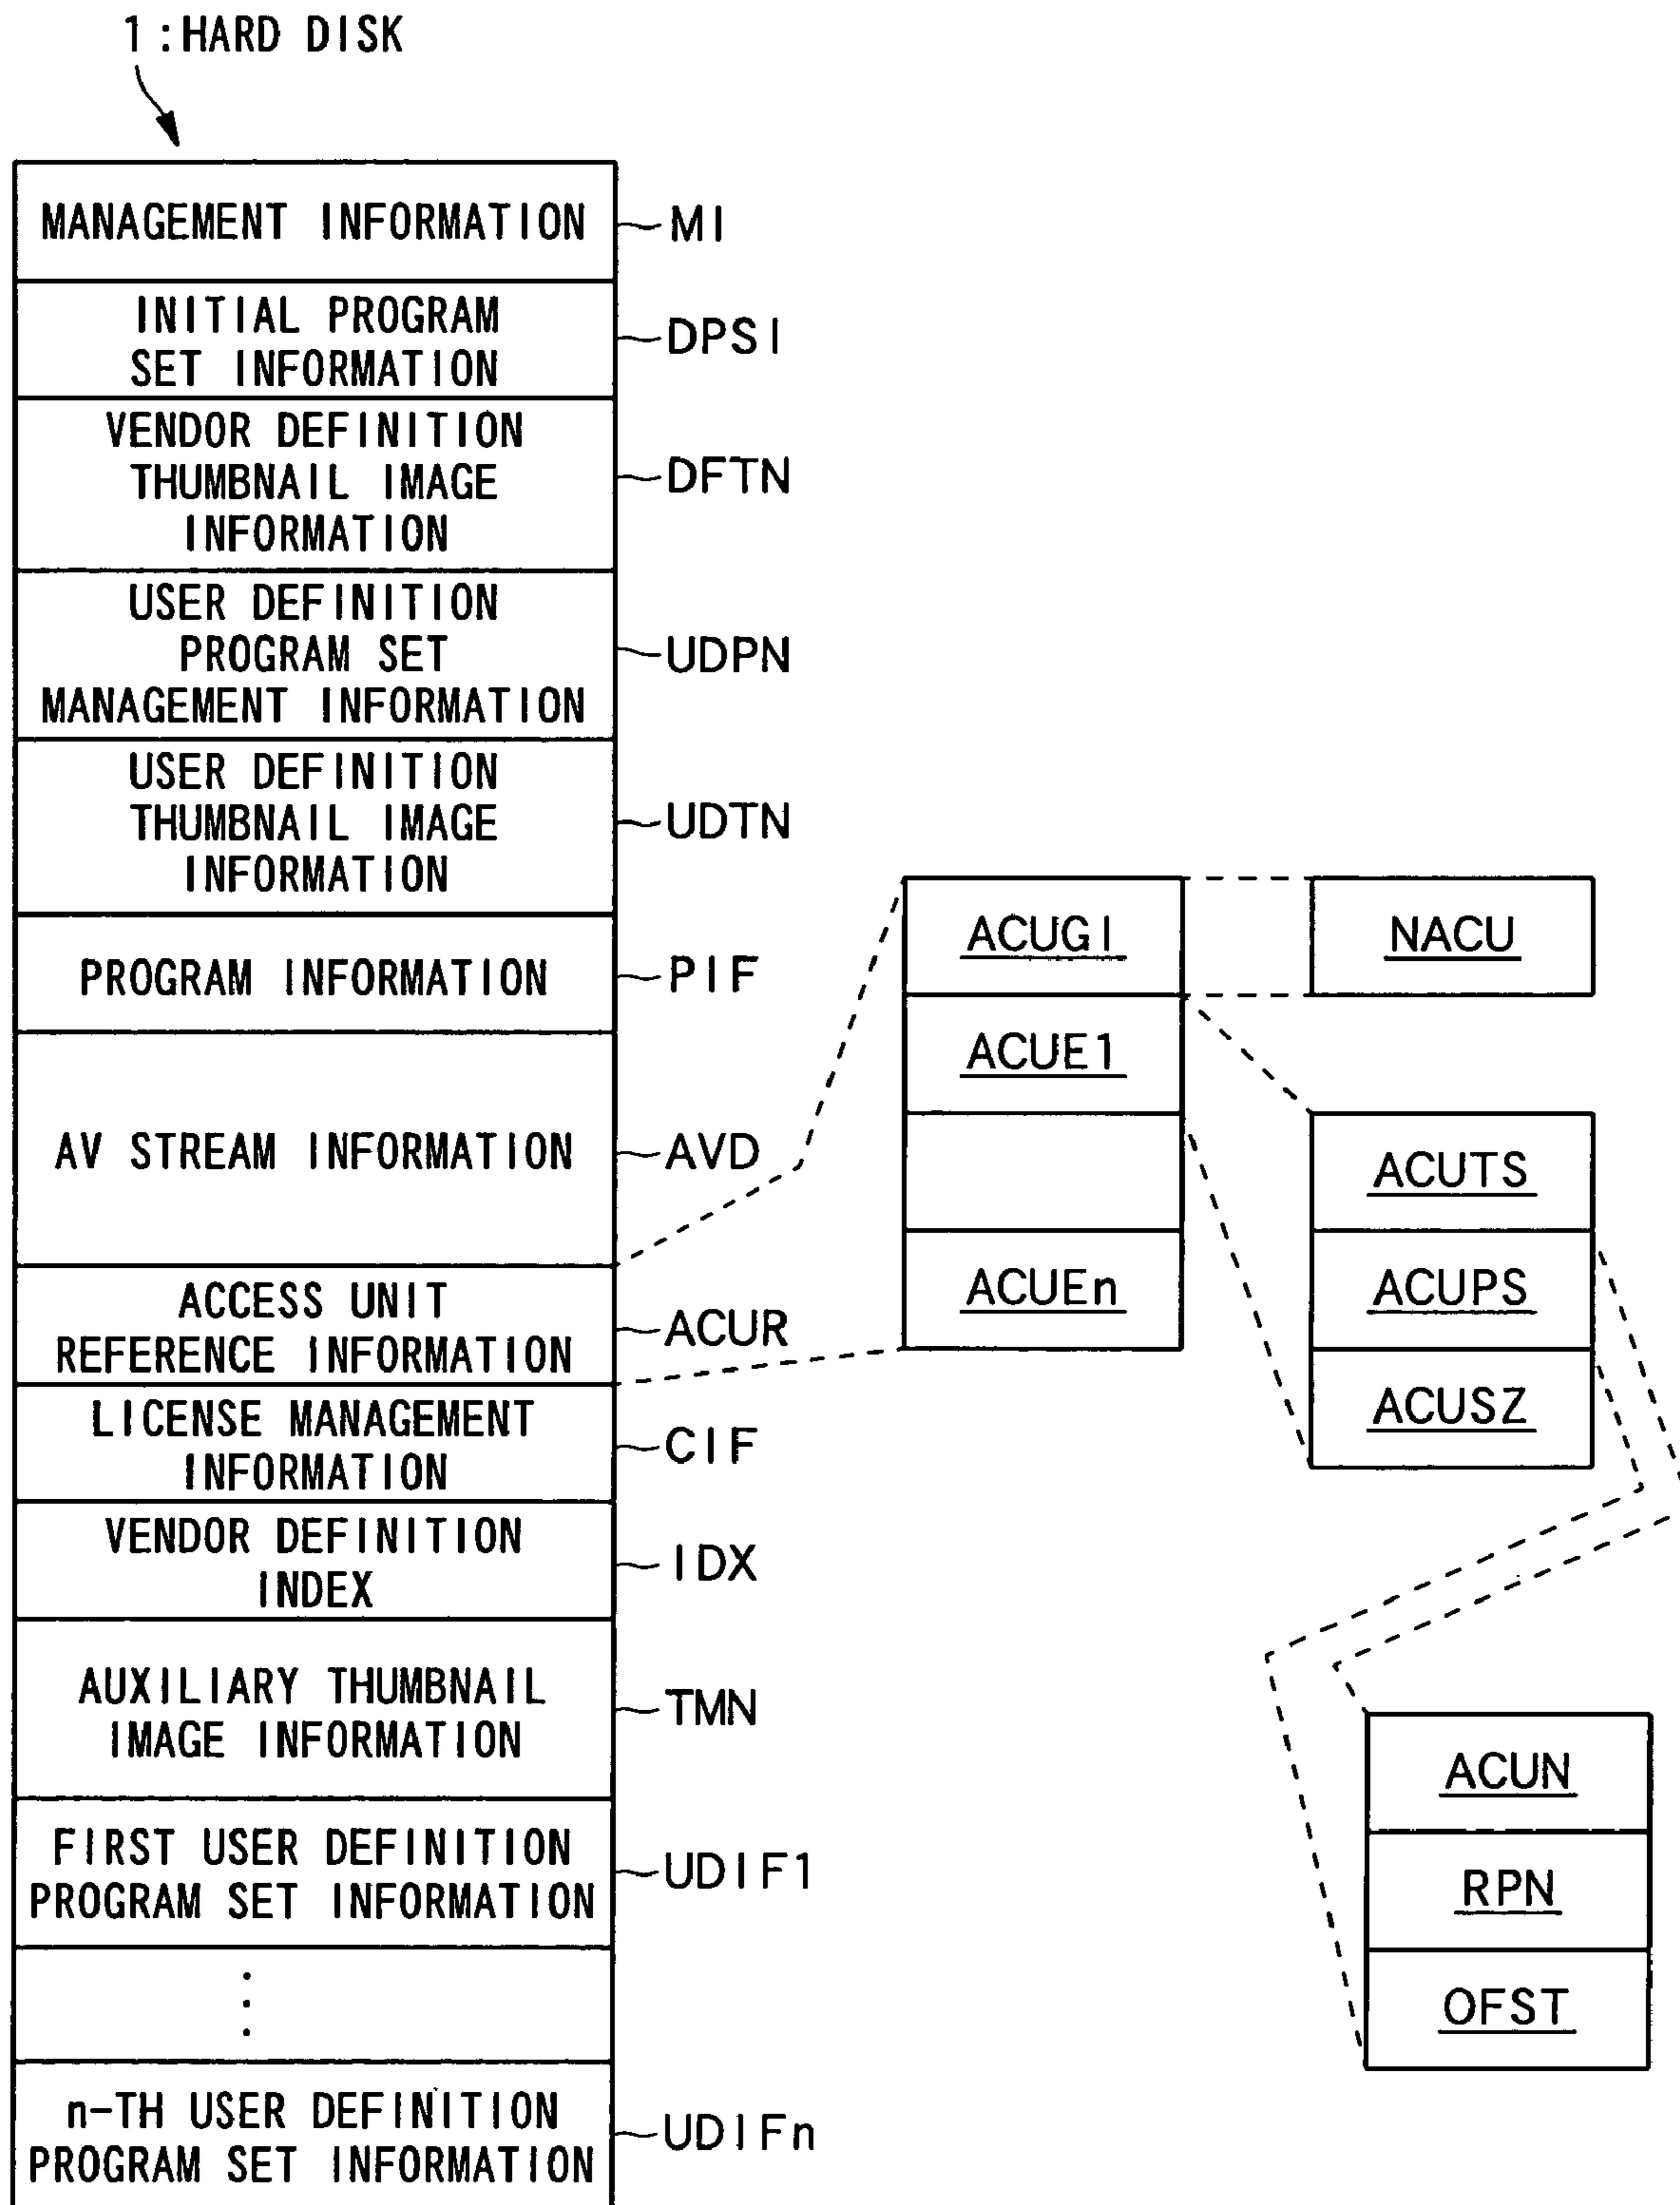 1 :HARD DISK
MANAGEMENT INFORMATION
MI
INITIAL PROGRAM
SET INFORMATION
DPSI
VENDOR DEFINITION
THUMBNAIL IMAGE
INFORMATION
DFTN
USER DEFINITION
PROGRAM SET
MANAGEMENT INFORMATION
UDPN
USER DEFINITION
THUMBNAIL IMAGE
INFORMATION
UDTN
PROGRAM INFORMATION
PIF
AV STREAM INFORMATION
AVD
ACCESS UNIT
REFERENCE INFORMATION
ACUR
LICENSE MANAGEMENT
INFORMATION
CIF
VENDOR DEFINITION
INDEX
IDX
AUXILIARY THUMBNAIL
IMAGE INFORMATION
TMN
FIRST USER DEFINITION
PROGRAM SET INFORMATION
UDIF1
n-TH USER DEFINITION
PROGRAM SET INFORMATION
UDIFn
ACUGI
ACUE1
ACUEn
NACU
ACUTS
ACUPS
ACUSZ
ACUN
RPN
OFST